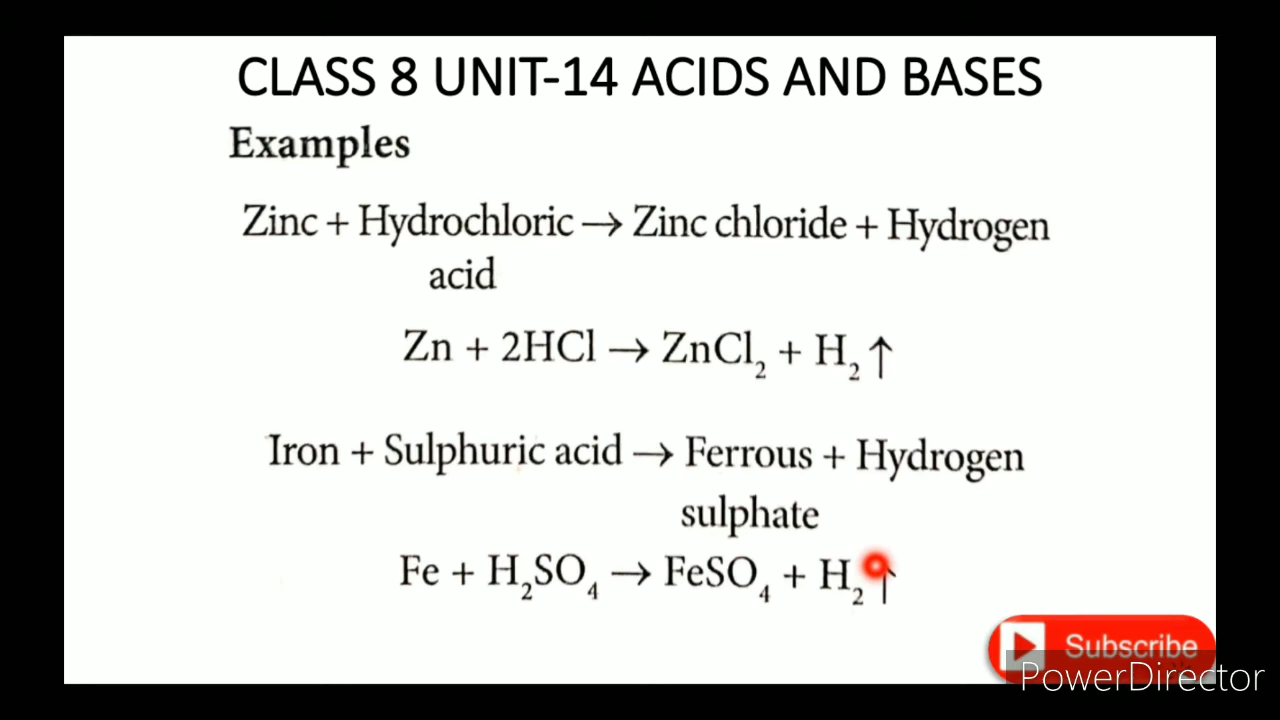 CLASS 8 UNIT-14 ACIDS AND BASES
Examples
Zinc + Hydrochloric → Zinc chloride + Hydrogen
acid
Zn + 2HCl → ZnCl₂ + H₂ ↑
Iron + Sulphuric acid → Ferrous + Hydrogen
sulphate
Fe + H₂SO₄ → FeSO₄ + H₂ ↑
Subscribe
PowerDirector